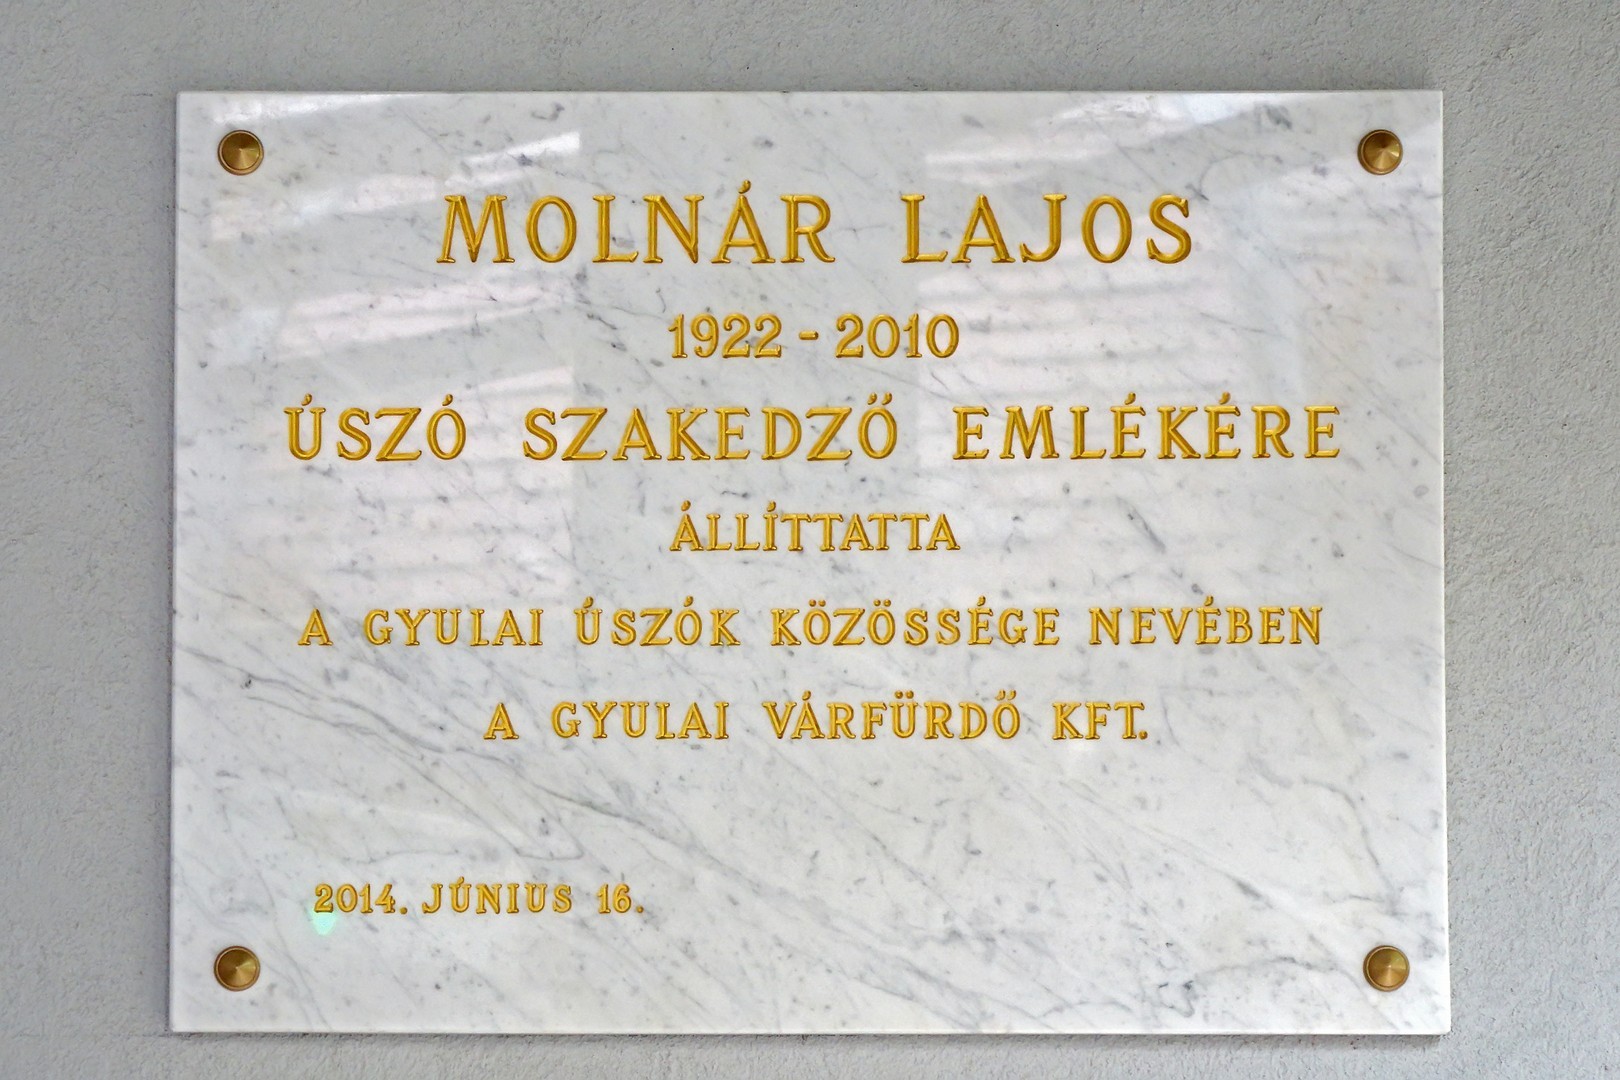 MOLNÁR LAJOS
1922 - 2010
ÚSZÓ SZAKEDZŐ EMLÉKÉRE
ÁLLÍTTATTA
A GYULAI ÚSZÓK KÖZÖSSÉGE NEVÉBEN
A GYULAI VÁRFÜRDŐ KFT.
2014. JÚNIUS 16.